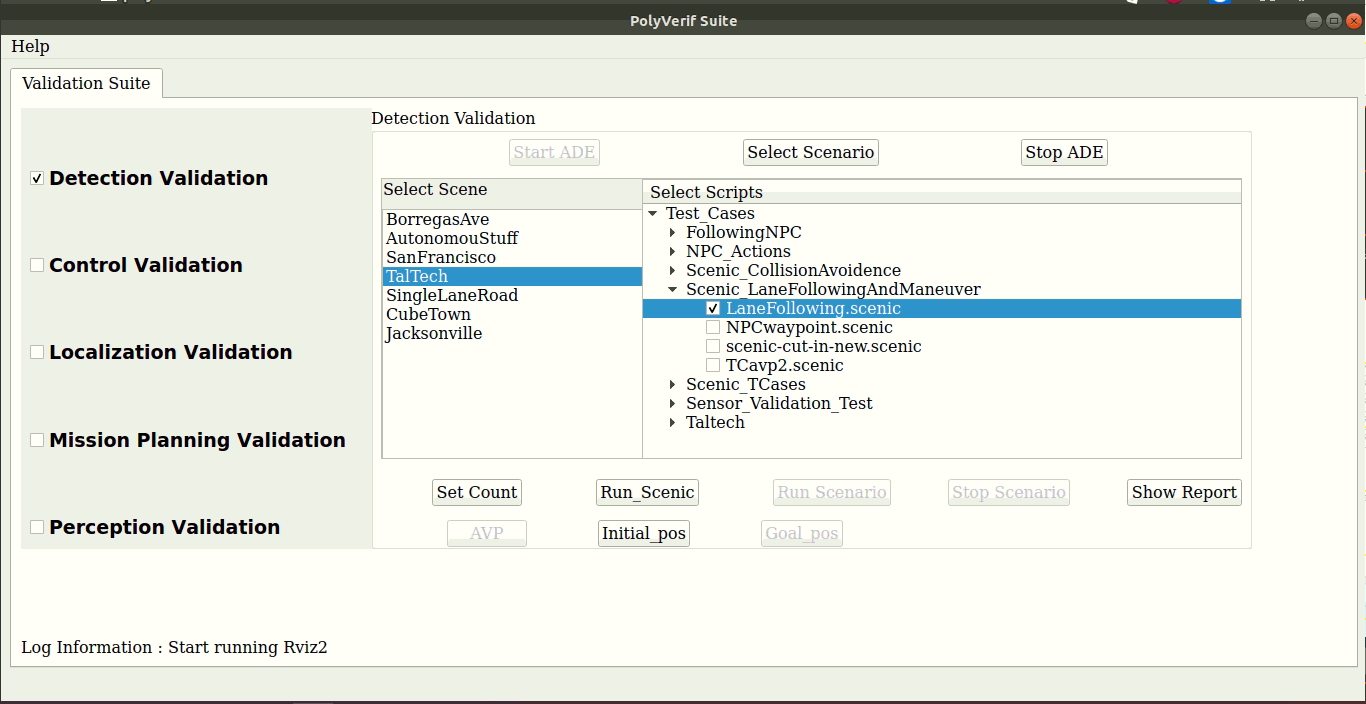 PolyVerif Suite
Help
Validation Suite
Detection Validation
Control Validation
Localization Validation
Mission Planning Validation
Perception Validation
Detection Validation
Start ADE
Select Scenario
Stop ADE
Select Scene
BorregasAve
AutonomouStuff
SanFrancisco
TalTech
SingleLaneRoad
CubeTown
Jacksonville
Select Scripts
Test_Cases
FollowingNPC
NPC_Actions
Scenic_CollisionAvoidence
Scenic_LaneFollowingAndManeuver
LaneFollowing.scenic
NPCwaypoint.scenic
scenic-cut-in-new.scenic
TCavp2.scenic
Scenic_TCases
Sensor_Validation_Test
Taltech
Set Count
Run_Scenic
Run Scenario
Stop Scenario
Show Report
AVP
Initial_pos
Goal_pos
Log Information : Start running Rviz2